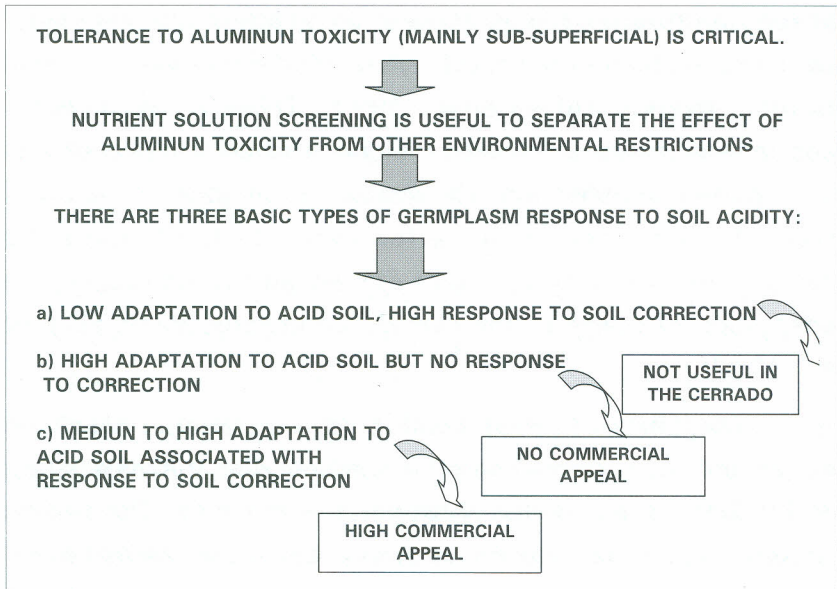 TOLERANCE TO ALUMINUN TOXICITY (MAINLY SUB-SUPERFICIAL) IS CRITICAL.
NUTRIENT SOLUTION SCREENING IS USEFUL TO SEPARATE THE EFFECT OF
ALUMINUN TOXICITY FROM OTHER ENVIRONMENTAL RESTRICTIONS
THERE ARE THREE BASIC TYPES OF GERMPLASM RESPONSE TO SOIL ACIDITY:
a) LOW ADAPTATION TO ACID SOIL, HIGH RESPONSE TO SOIL CORRECTION
NOT USEFUL IN
THE CERRADO
b) HIGH ADAPTATION TO ACID SOIL BUT NO RESPONSE
TO CORRECTION
NO COMMERCIAL
APPEAL
c) MEDIUN TO HIGH ADAPTATION TO
ACID SOIL ASSOCIATED WITH
RESPONSE TO SOIL CORRECTION
HIGH COMMERCIAL
APPEAL